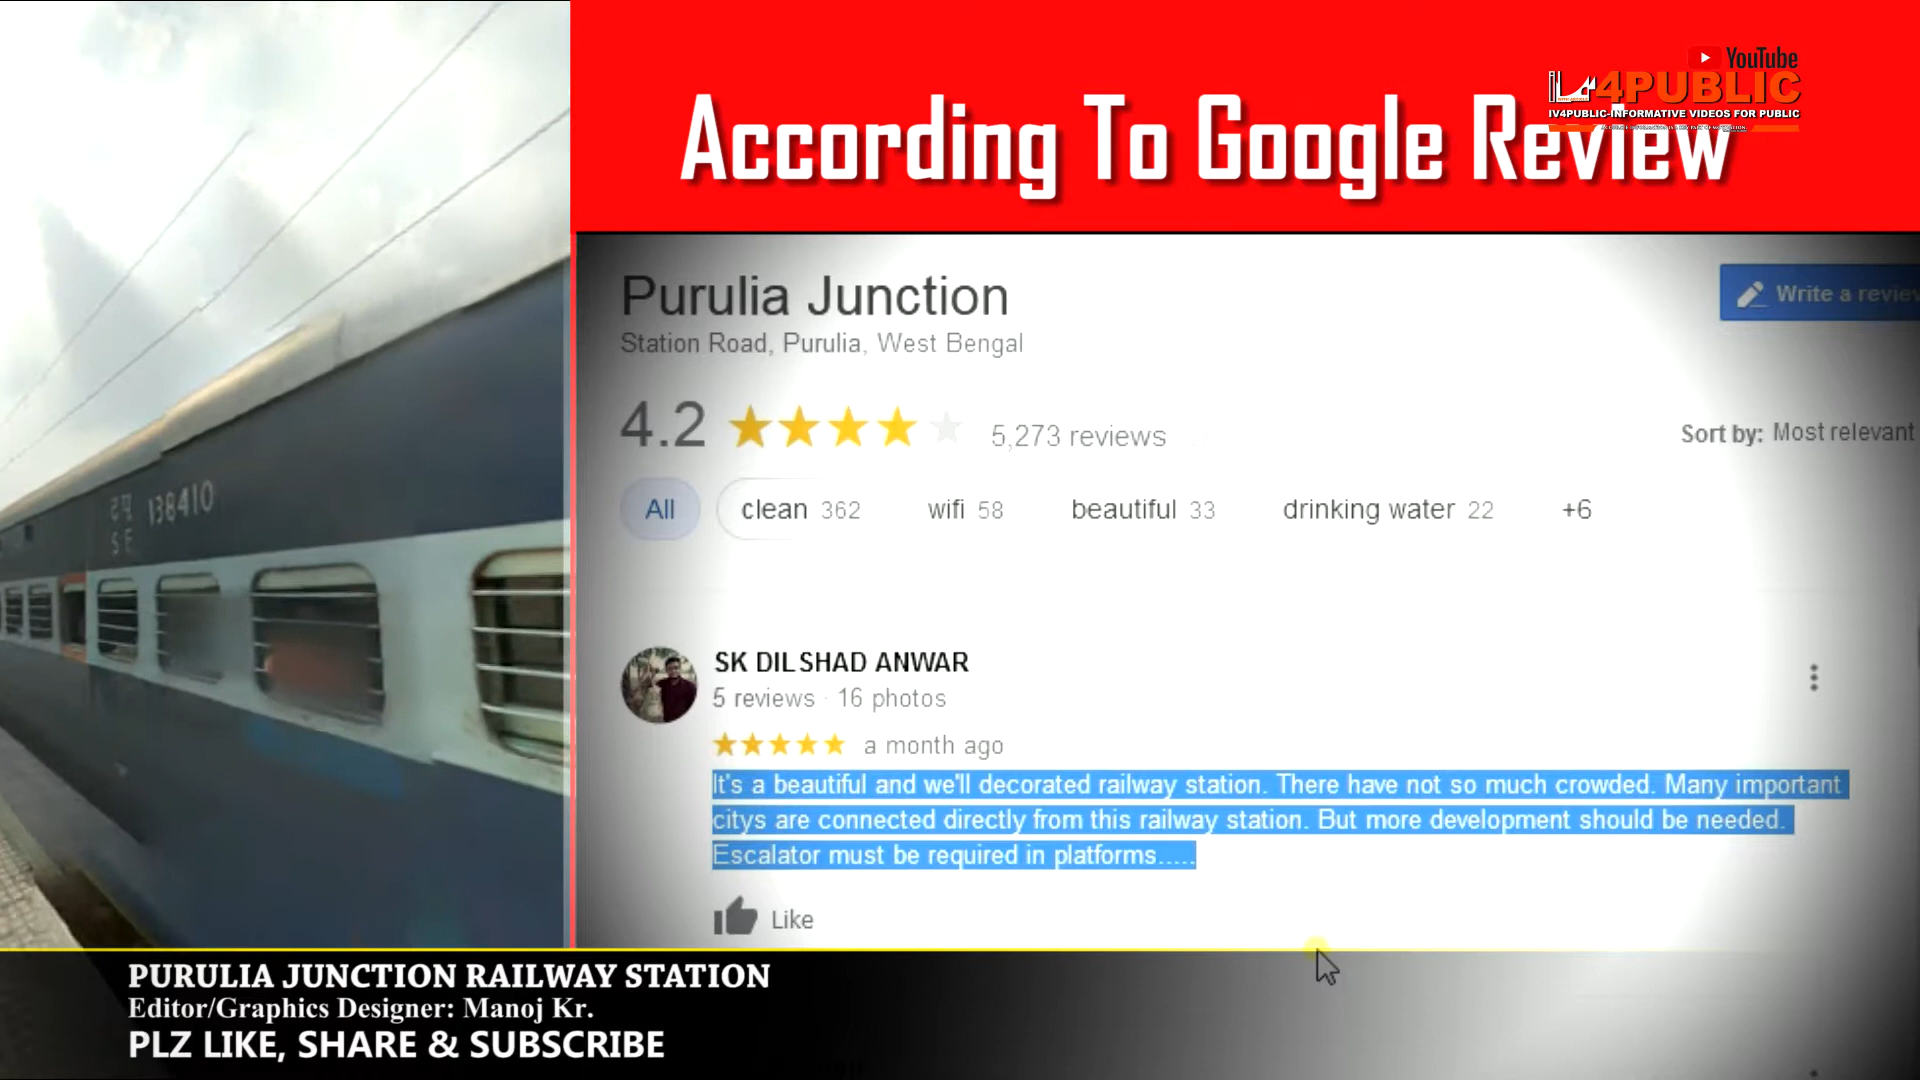 YouTube
4PUBLIC
IV4PUBLIC-INFORMATIVE VIDEOS FOR PUBLIC
According To Google Review
Purulia Junction
Station Road, Purulia, West Bengal
Write a review
4.2
5,273 reviews
Sort by: Most relevant
All
clean 362
wifi 58
beautiful 33
drinking water 22
+6
138410
SK DILSHAD ANWAR
5 reviews · 16 photos
a month ago
It's a beautiful and we'll decorated railway station. There have not so much crowded. Many important
citys are connected directly from this railway station. But more development should be needed.
Escalator must be required in platforms.....
Like
PURULIA JUNCTION RAILWAY STATION
Editor/Graphics Designer: Manoj Kr.
PLZ LIKE, SHARE & SUBSCRIBE